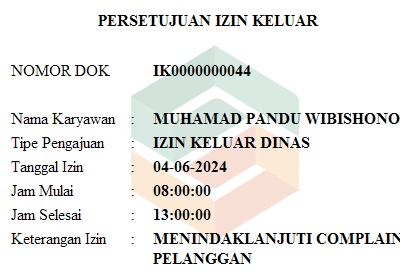 PERSETUJUAN IZIN KELUAR
NOMOR DOK IK0000000044
Nama Karyawan : MUHAMAD PANDU WIBISHONO
Tipe Pengajuan : IZIN KELUAR DINAS
Tanggal Izin : 04-06-2024
Jam Mulai : 08:00:00
Jam Selesai : 13:00:00
Keterangan Izin : MENINDAKLANJUTI COMPLAIN
PELANGGAN